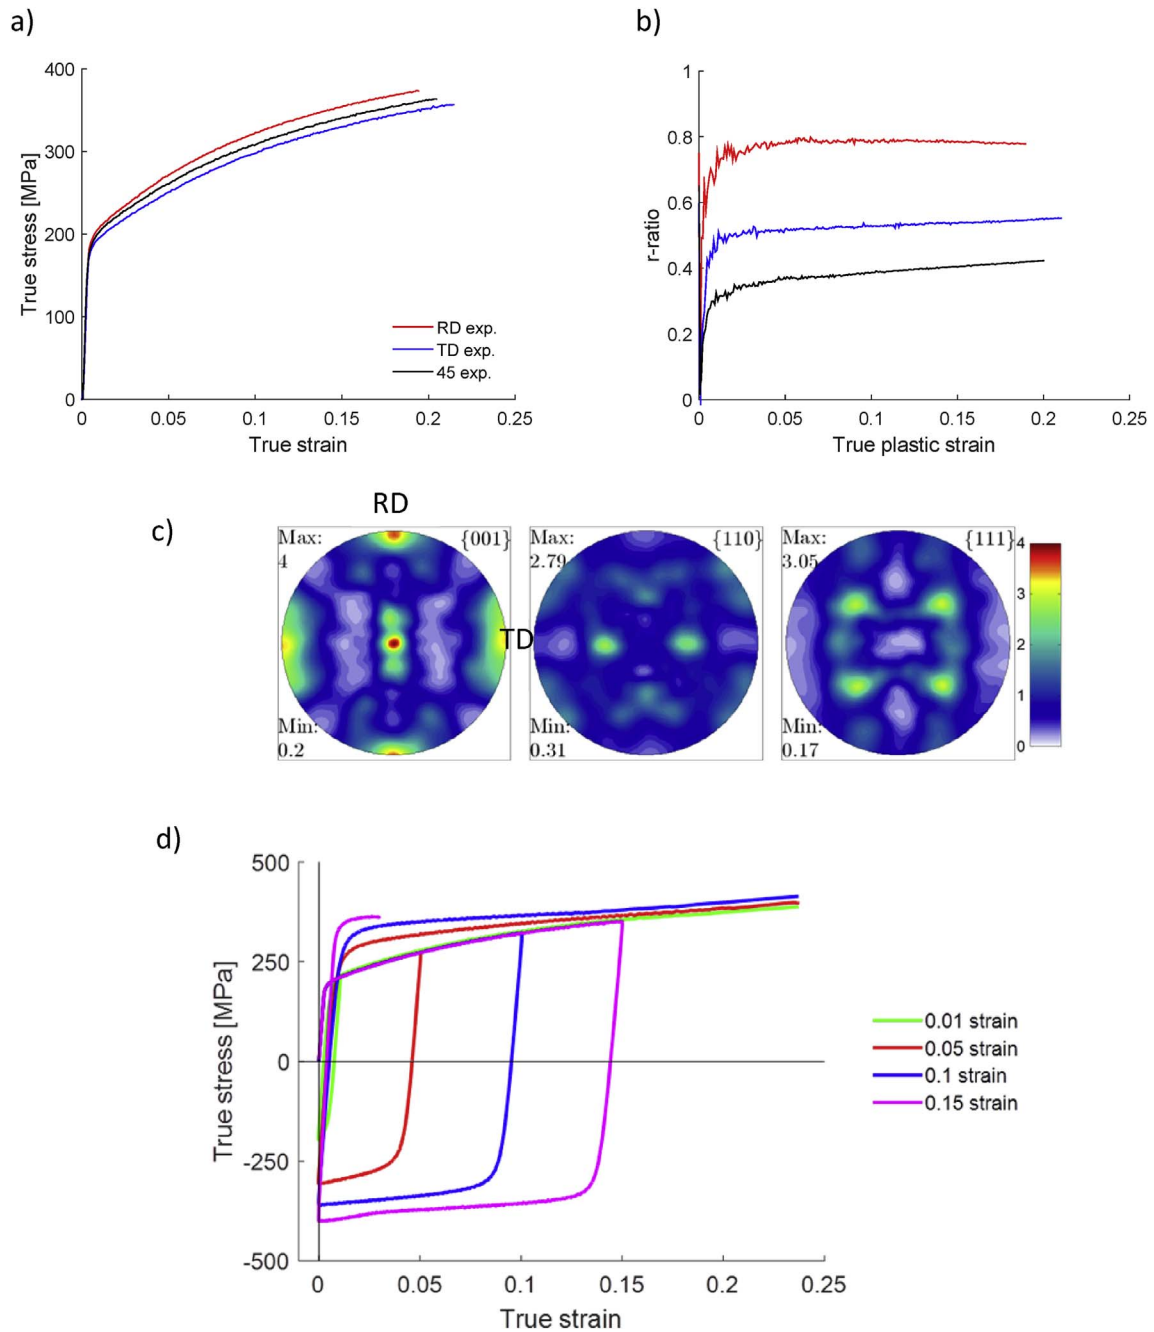 a)
b)
400
300
200
100
0
True stress [MPa]
RD exp.
TD exp.
45 exp.
0
0.05
0.1
0.15
0.2
0.25
True strain
1
0.8
0.6
0.4
0.2
0
r-ratio
0
0.05
0.1
0.15
0.2
0.25
True plastic strain
c)
RD
TD
Max:
4
{001}
Min:
0.2
Max:
2.79
{110}
Min:
0.31
Max:
3.05
{111}
Min:
0.17
4
3
2
1
0
d)
500
250
0
-250
-500
True stress [MPa]
0
0.05
0.1
0.15
0.2
0.25
True strain
0.01 strain
0.05 strain
0.1 strain
0.15 strain